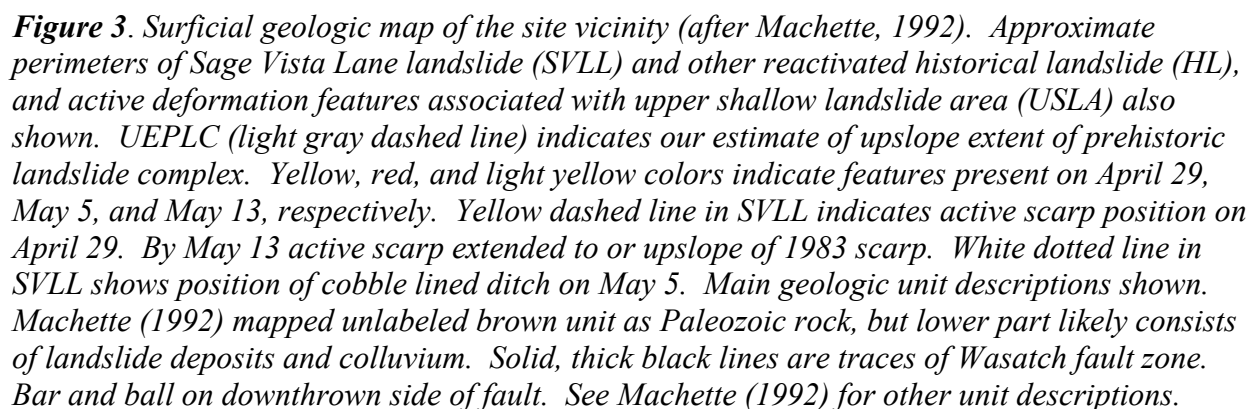 Figure 3. Surficial geologic map of the site vicinity (after Machette, 1992). Approximate
perimeters of Sage Vista Lane landslide (SVLL) and other reactivated historical landslide (HL),
and active deformation features associated with upper shallow landslide area (USLA) also
shown. UEPLC (light gray dashed line) indicates our estimate of upslope extent of prehistoric
landslide complex. Yellow, red, and light yellow colors indicate features present on April 29,
May 5, and May 13, respectively. Yellow dashed line in SVLL indicates active scarp position on
April 29. By May 13 active scarp extended to or upslope of 1983 scarp. White dotted line in
SVLL shows position of cobble lined ditch on May 5. Main geologic unit descriptions shown.
Machette (1992) mapped unlabeled brown unit as Paleozoic rock, but lower part likely consists
of landslide deposits and colluvium. Solid, thick black lines are traces of Wasatch fault zone.
Bar and ball on downthrown side of fault. See Machette (1992) for other unit descriptions.